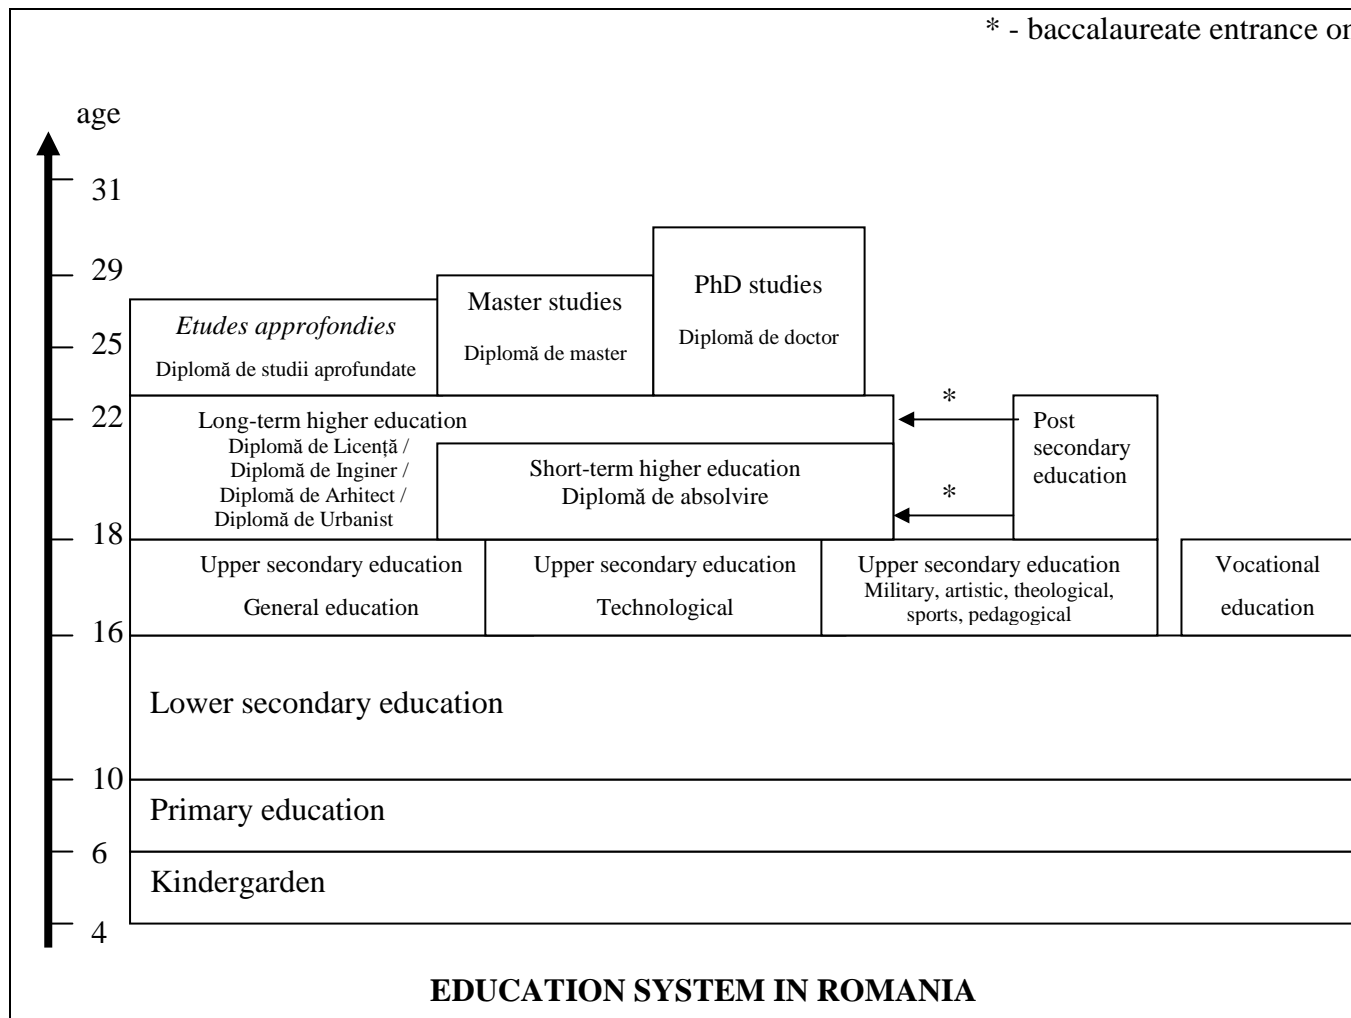 * - baccalaureate entrance
age
31
29
25
22
18
16
10
6
4
Etudes approfondies
Diplomă de studii aprofundate
Master studies
Diplomă de master
PhD studies
Diplomă de doctor
Long-term higher education
Diplomă de Licență /
Diplomă de Inginer /
Diplomă de Arhitect /
Diplomă de Urbanist
Short-term higher education
Diplomă de absolvire
*
*
Post
secondary
education
Upper secondary education
General education
Upper secondary education
Technological
Upper secondary education
Military, artistic, theological,
sports, pedagogical
Vocational
education
Lower secondary education
Primary education
Kindergarden
EDUCATION SYSTEM IN ROMANIA